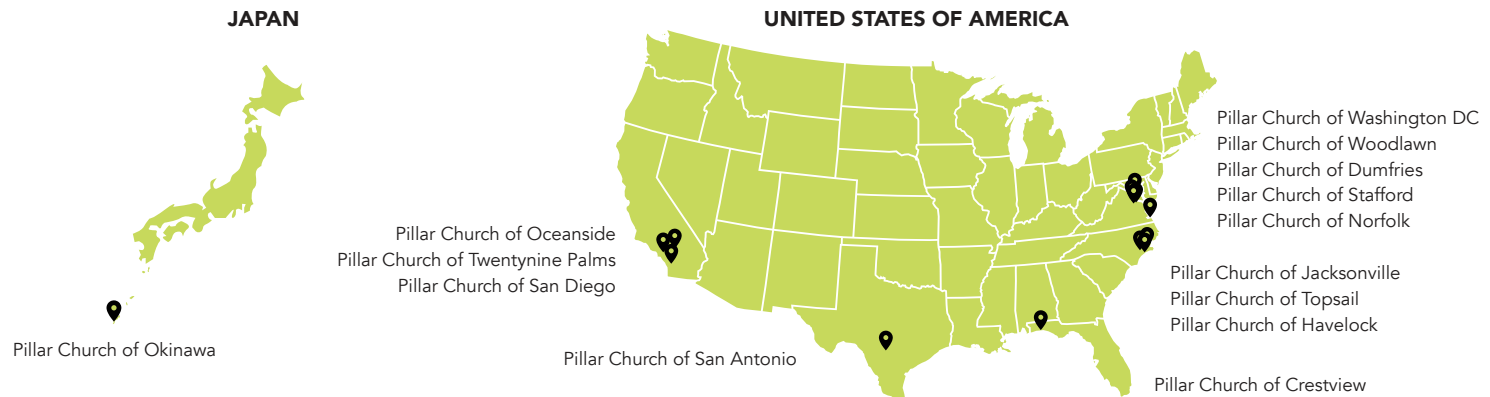 JAPAN
Pillar Church of Okinawa
UNITED STATES OF AMERICA
Pillar Church of Oceanside
Pillar Church of Twentynine Palms
Pillar Church of San Diego
Pillar Church of San Antonio
Pillar Church of Washington DC
Pillar Church of Woodlawn
Pillar Church of Dumfries
Pillar Church of Stafford
Pillar Church of Norfolk
Pillar Church of Jacksonville
Pillar Church of Topsail
Pillar Church of Havelock
Pillar Church of Crestview